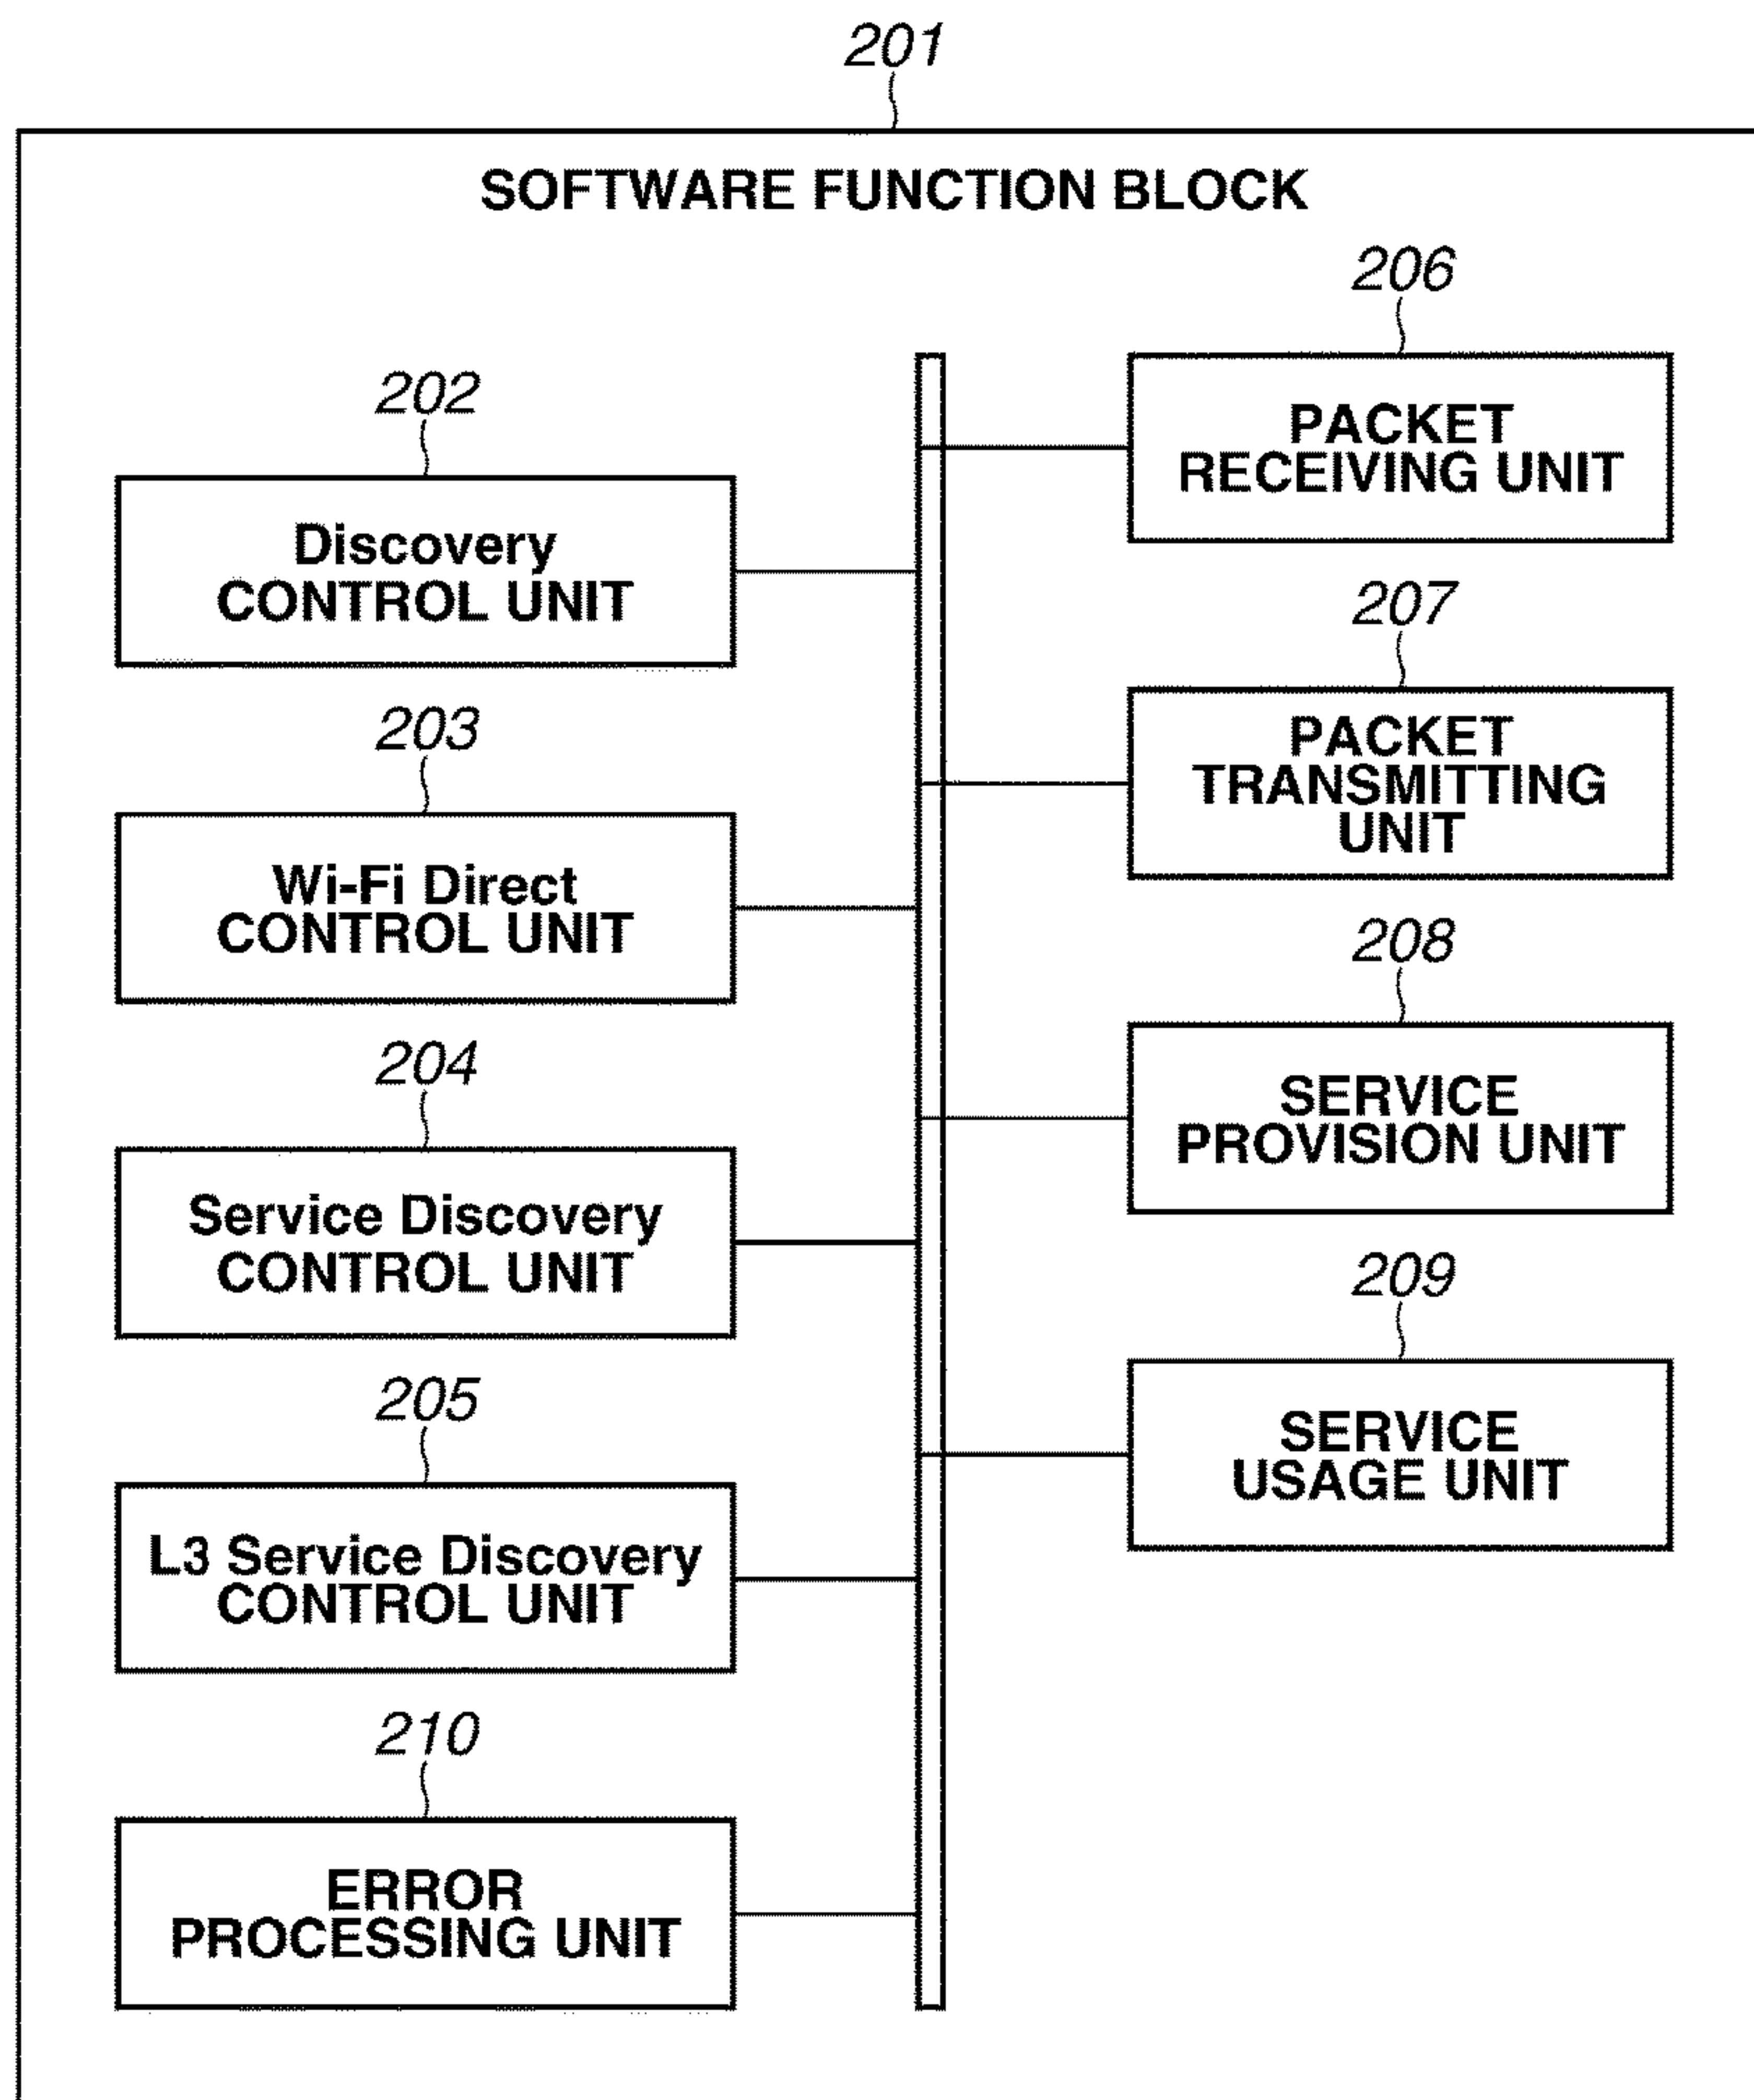 201
SOFTWARE FUNCTION BLOCK
202
Discovery
CONTROL UNIT
203
Wi-Fi Direct
CONTROL UNIT
204
Service Discovery
CONTROL UNIT
205
L3 Service Discovery
CONTROL UNIT
210
ERROR
PROCESSING UNIT
206
PACKET
RECEIVING UNIT
207
PACKET
TRANSMITTING
UNIT
208
SERVICE
PROVISION UNIT
209
SERVICE
USAGE UNIT